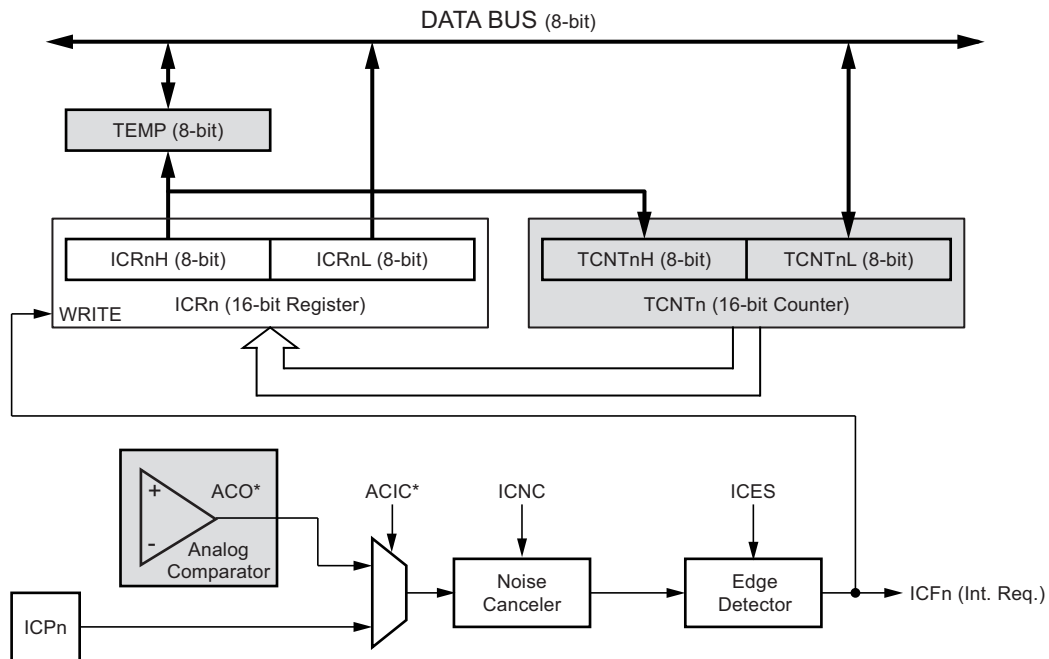 DATA BUS (8-bit)
TEMP (8-bit)
ICRnH (8-bit)
ICRnL (8-bit)
TCNTnH (8-bit)
TCNTnL (8-bit)
WRITE
ICRn (16-bit Register)
TCNTn (16-bit Counter)
+
-
ACO*
Analog
Comparator
ACIC*
ICNC
ICES
Noise
Canceler
Edge
Detector
ICFn (Int. Req.)
ICPn